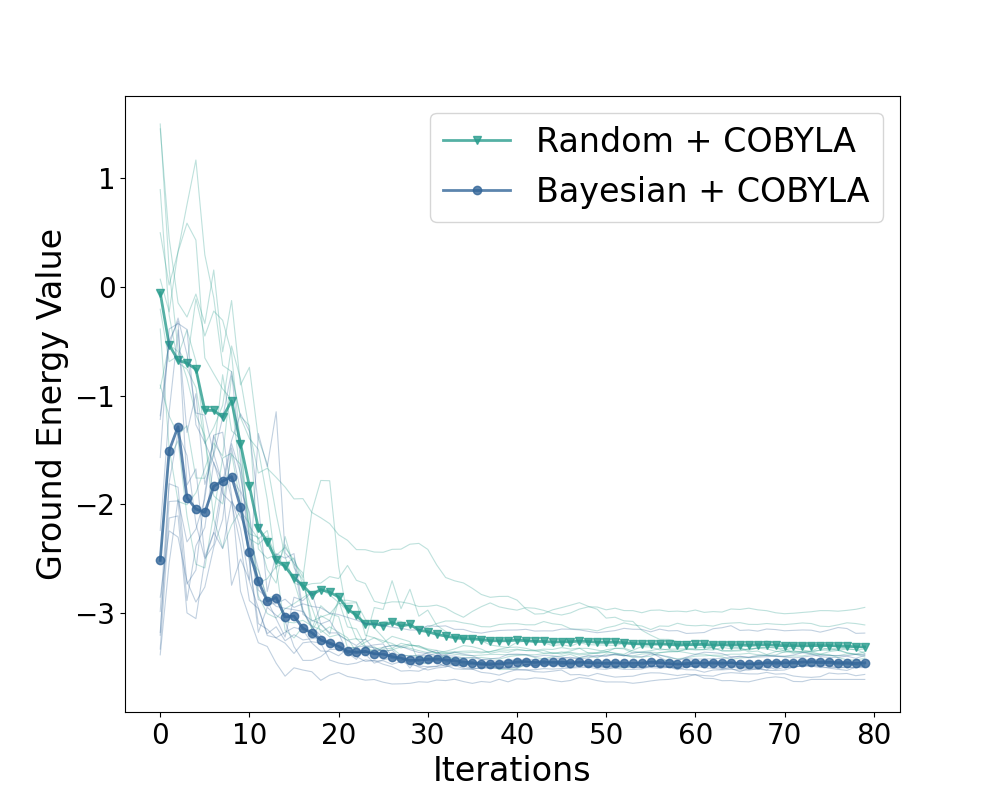 Random + COBYLA
Bayesian + COBYLA
Ground Energy Value
1
0
−1
−2
−3
0 10 20 30 40 50 60 70 80
Iterations